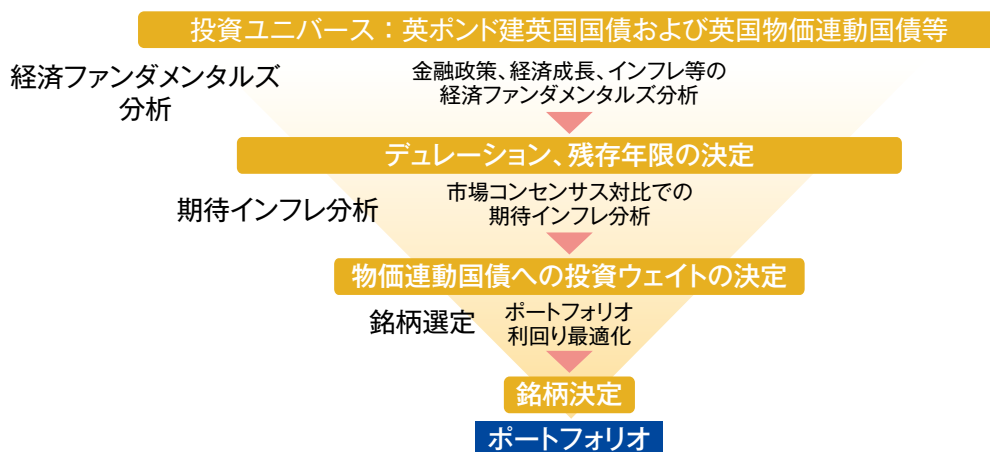 投資ユニバース：英ポンド建英国国債および英国物価連動国債等
経済ファンダメンタルズ
分析
金融政策、経済成長、インフレ等の
経済ファンダメンタルズ分析
デュレーション、残存年限の決定
期待インフレ分析
市場コンセンサス対比での
期待インフレ分析
物価連動国債への投資ウェイトの決定
銘柄選定
ポートフォリオ
利回り最適化
銘柄決定
ポートフォリオ